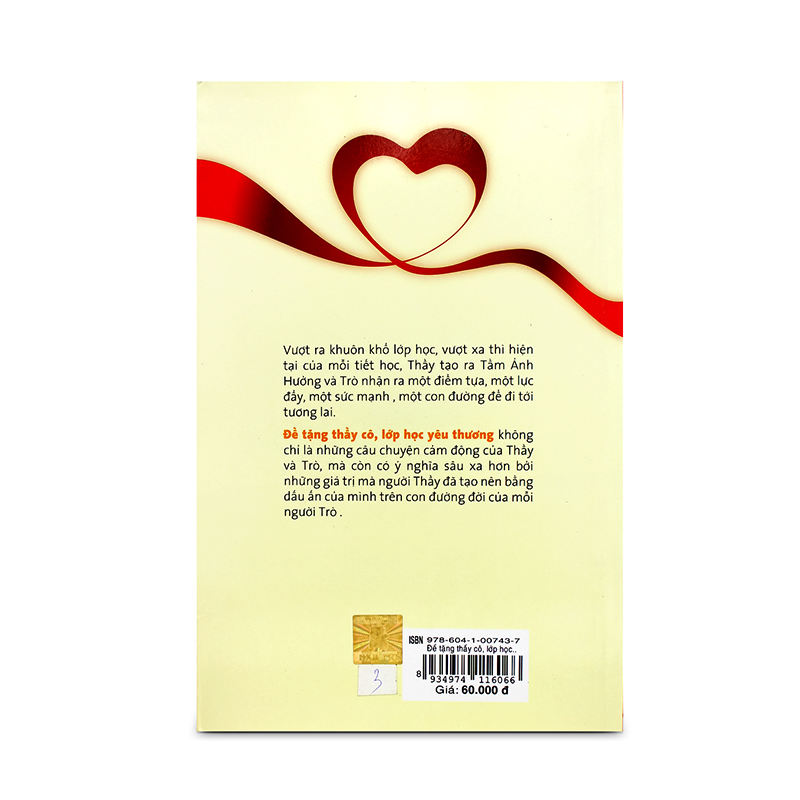 Vượt ra khuôn khổ lớp học, vượt xa thì hiện
tại của mỗi tiết học, Thầy tạo ra Tầm Ảnh
Hưởng và Trò nhận ra một điểm tựa, một lực
đẩy, một sức mạnh , một con đường để đi tới
tương lai.
Để tặng thầy cô, lớp học yêu thương không
chỉ là những câu chuyện cảm động của Thầy
và Trò, mà còn có ý nghĩa sâu xa hơn bởi
những giá trị mà người Thầy đã tạo nên bằng
dấu ấn của mình trên con đường đời của mỗi
người Trò .
ISBN 978-604-1-00743-7
Để tặng thầy cô, lớp học..
8 934974 116066
Giá: 60.000 đ
3